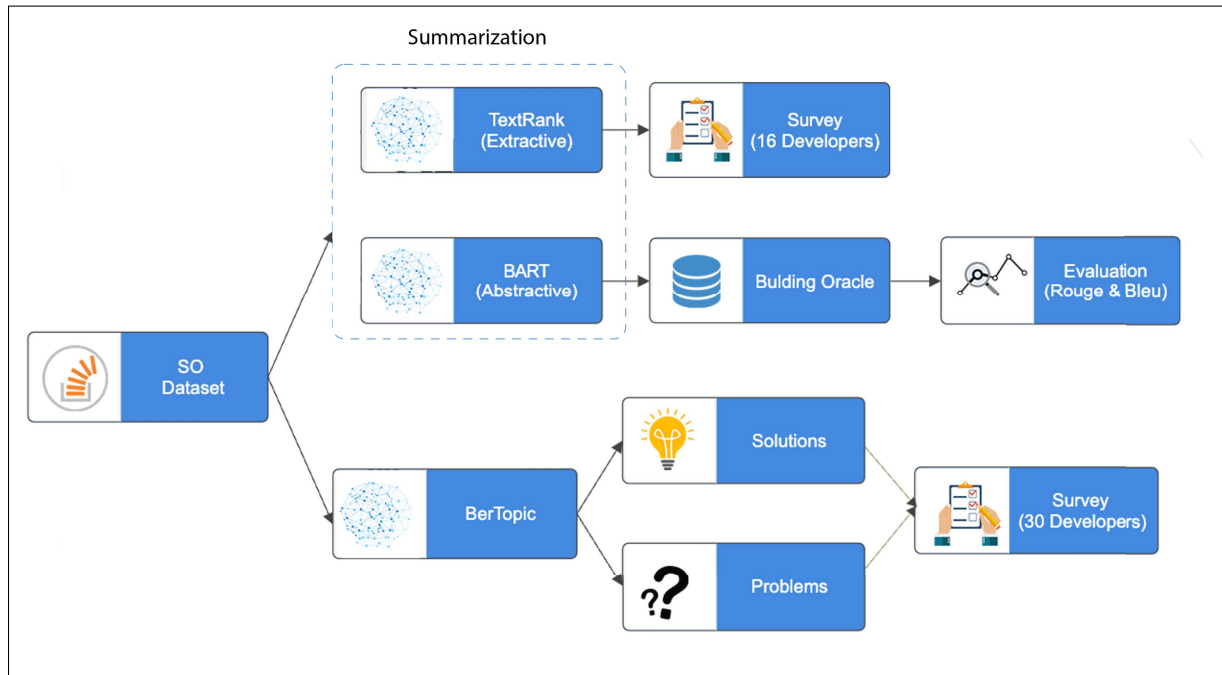 Summarization
TextRank
(Extractive)
Survey
(16 Developers)
BART
(Abstractive)
Bulding Oracle
Evaluation
(Rouge & Bleu)
SO
Dataset
Solutions
BerTopic
Survey
(30 Developers)
Problems
??